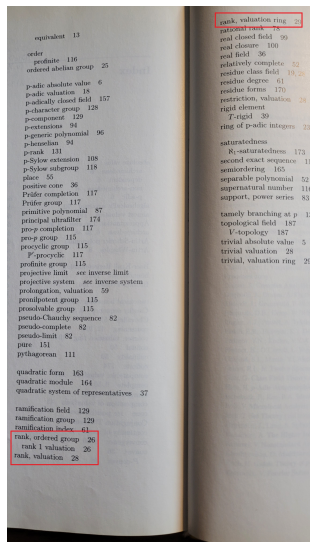 equivalent 13
order
profinite 116
ordered abelian group 25
p-adic absolute value 6
p-adic valuation 18
p-adically closed field 157
p-character group 128
p-component 129
p-extensions 94
p-generic polynomial 96
p-henselian 94
p-rank 131
p-Sylow extension 108
p-Sylow subgroup 118
place 55
positive cone 36
Prüfer completion 117
Prüfer group 117
primitive polynomial 87
principal ultrafilter 174
pro-p completion 117
pro-p group 115
procyclic group 115
F-procyclic 117
profinite group 115
projective limit see inverse limit
projective system see inverse system
prolongation, valuation 59
pronilpotent group 115
prosolvable group 115
pseudo-Cauchy sequence 82
pseudo-complete 82
pseudo-limit 82
pure 151
pythagorean 111
quadratic form 163
quadratic module 164
quadratic system of representatives 37
ramification field 129
ramification group 129
ramification index 61
rank, ordered group 26
rank 1 valuation 26
rank, valuation 28
rank, valuation ring
rational rank 78
real closed field 99
real closure 100
real field 36
relatively complete
residue class field
residue degree 61
residue forms 170
restriction, valuation
rigid element
T-rigid 39
ring of p-adic integers
saturatedness
ℵ₁-saturatedness 173
second exact sequence
semiordering 165
separable polynomial 52
supernatural number
support, power series 83
tamely branching at p
topological field 187
V-topology 187
trivial absolute value 5
trivial valuation 28
trivial, valuation ring